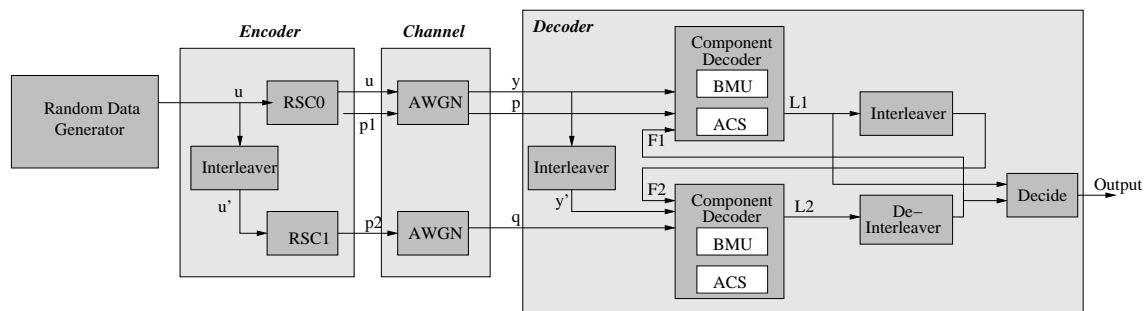 Encoder
Channel
Decoder
Random Data
Generator
u
RSC0
u
p1
Interleaver
u'
RSC1
p2
AWGN
AWGN
y
p
q
Interleaver
y'
Component
Decoder
BMU
ACS
F1
L1
Interleaver
F2
Component
Decoder
BMU
ACS
L2
De−
Interleaver
Decide
Output